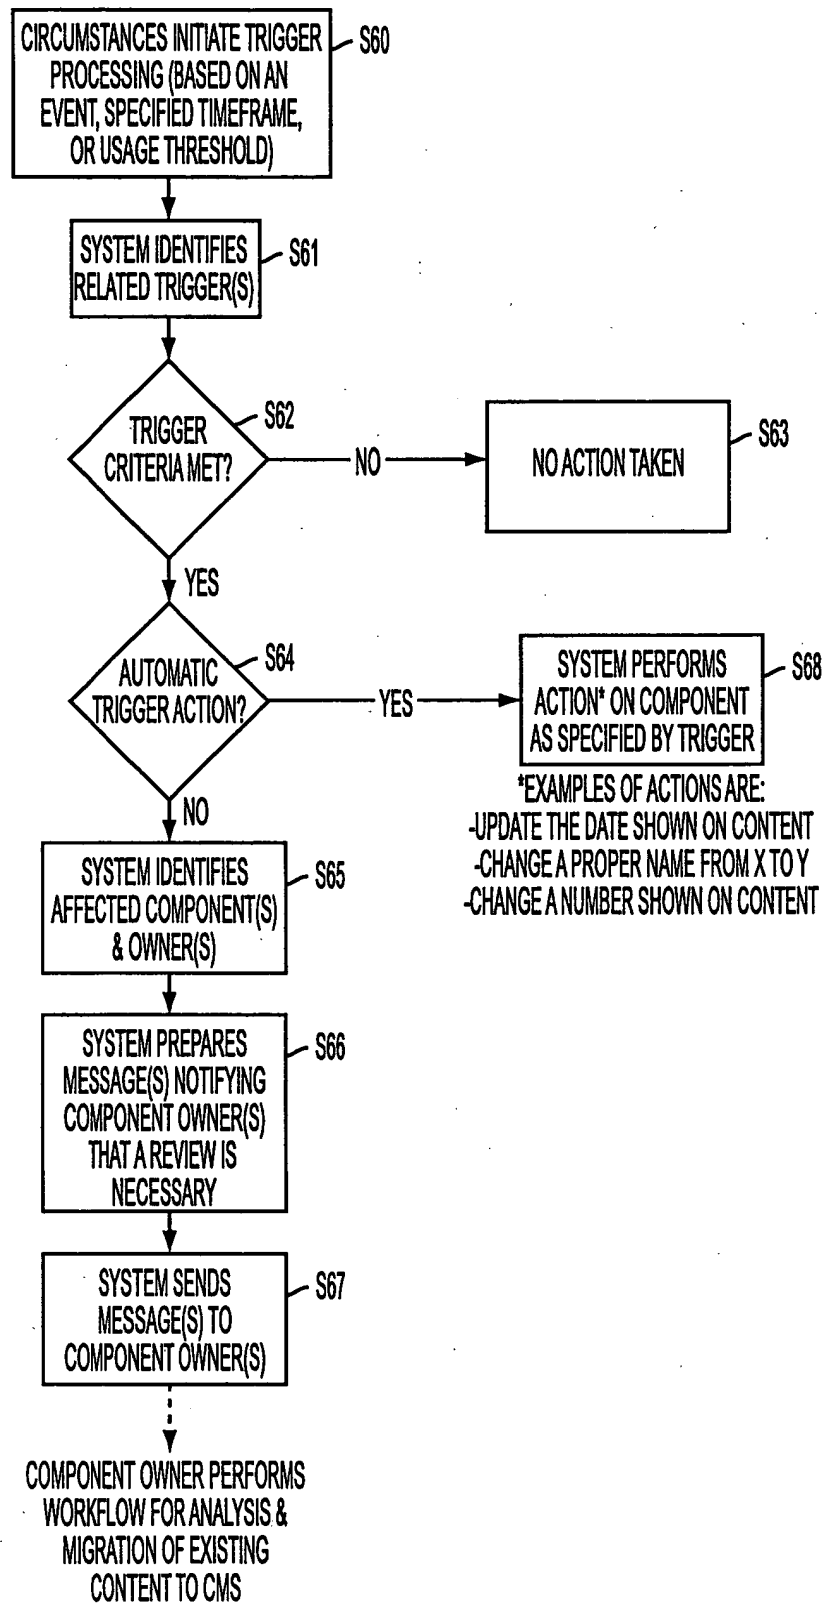 CIRCUMSTANCES INITIATE TRIGGER
PROCESSING (BASED ON AN
EVENT, SPECIFIED TIMEFRAME,
OR USAGE THRESHOLD)
S60
SYSTEM IDENTIFIES
RELATED TRIGGER(S)
S61
TRIGGER
CRITERIA MET?
S62
NO
NO ACTION TAKEN
S63
YES
AUTOMATIC
TRIGGER ACTION?
S64
YES
SYSTEM PERFORMS
ACTION* ON COMPONENT
AS SPECIFIED BY TRIGGER
S68
*EXAMPLES OF ACTIONS ARE:
-UPDATE THE DATE SHOWN ON CONTENT
-CHANGE A PROPER NAME FROM X TO Y
-CHANGE A NUMBER SHOWN ON CONTENT
NO
SYSTEM IDENTIFIES
AFFECTED COMPONENT(S)
& OWNER(S)
S65
SYSTEM PREPARES
MESSAGE(S) NOTIFYING
COMPONENT OWNER(S)
THAT A REVIEW IS
NECESSARY
S66
SYSTEM SENDS
MESSAGE(S) TO
COMPONENT OWNER(S)
S67
COMPONENT OWNER PERFORMS
WORKFLOW FOR ANALYSIS &
MIGRATION OF EXISTING
CONTENT TO CMS